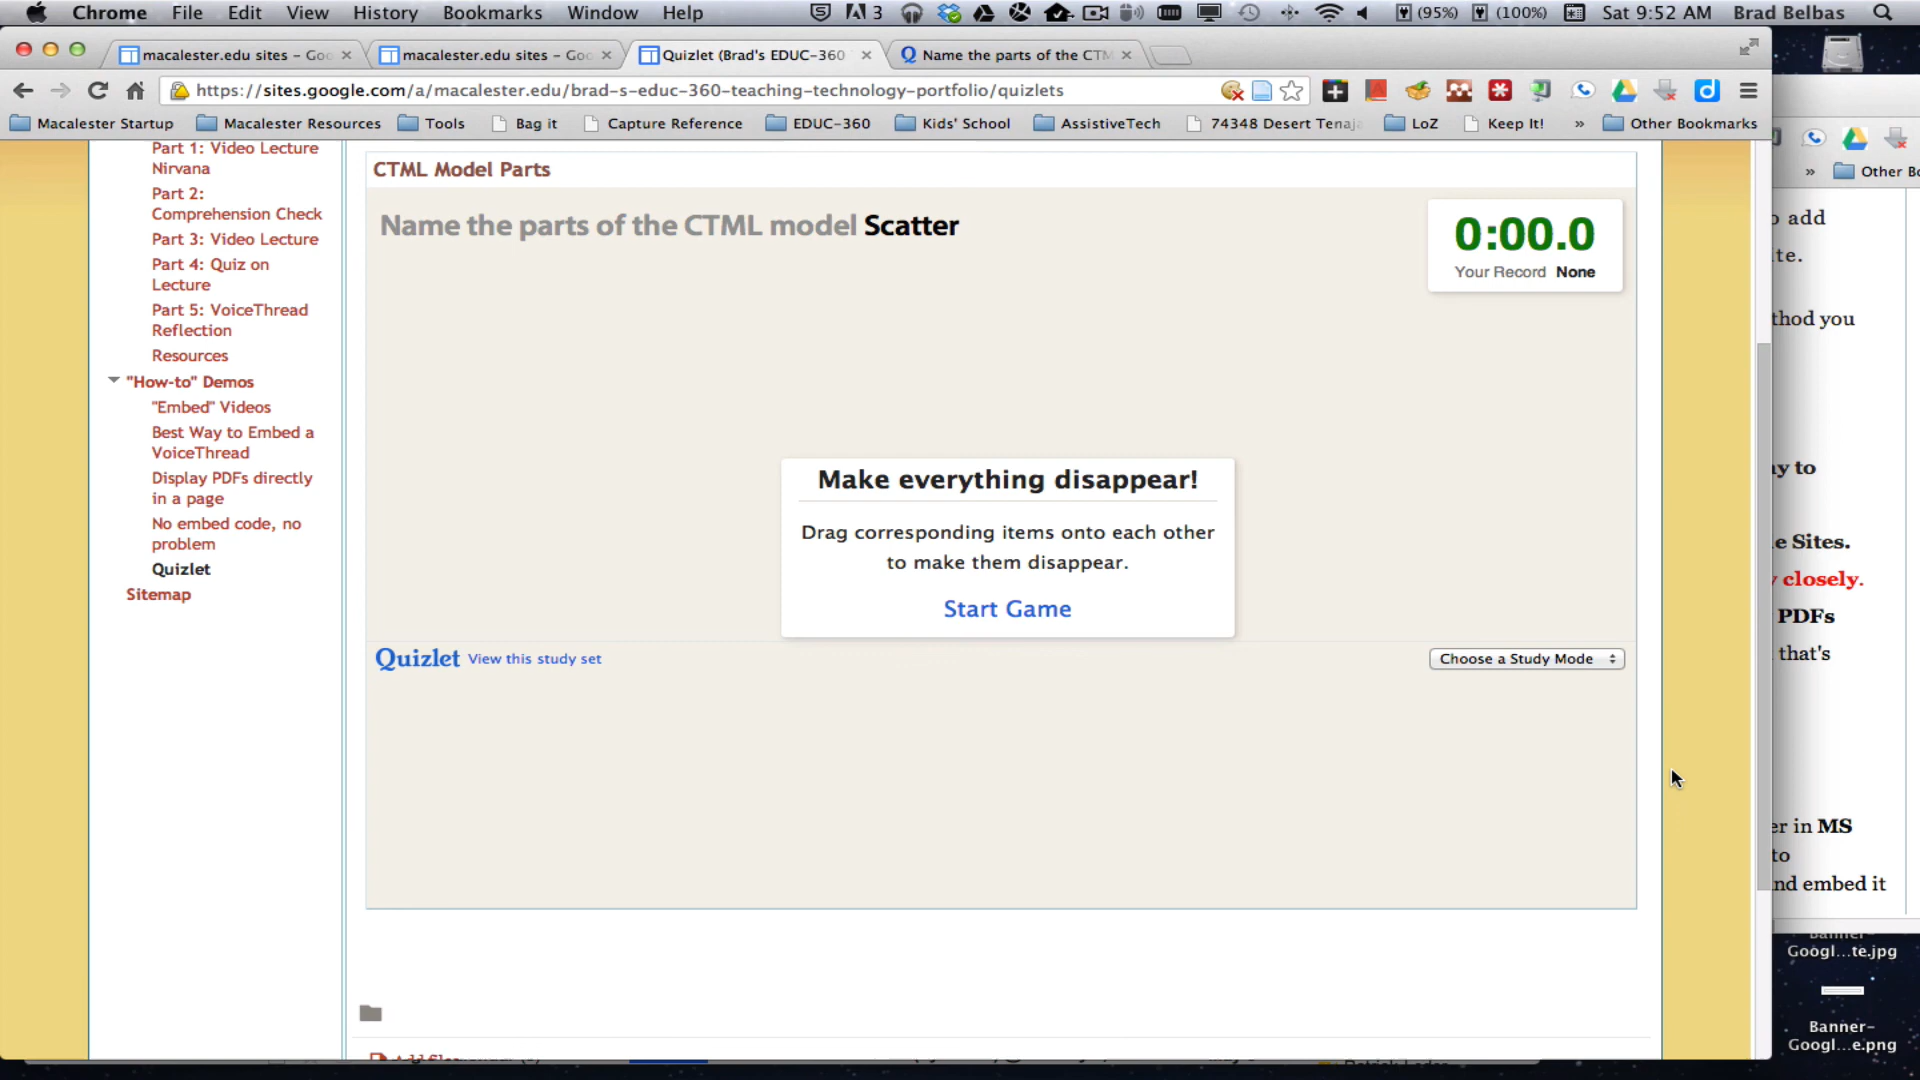 Chrome File Edit View History Bookmarks Window Help 3 (95%) (100%) Sat 9:52 AM Brad Belbas
macalester.edu sites – Goo
macalester.edu sites – Goo
Quizlet (Brad's EDUC-360
Name the parts of the CTM
https://sites.google.com/a/macalester.edu/brad-s-educ-360-teaching-technology-portfolio/quizlets
Macalester Startup Macalester Resources Tools Bag it Capture Reference EDUC-360 Kids' School AssistiveTech 74348 Desert Tenaja LoZ Keep It! » Other Bookmarks
Part 1: Video Lecture
Nirvana
Part 2:
Comprehension Check
Part 3: Video Lecture
Part 4: Quiz on
Lecture
Part 5: VoiceThread
Reflection
Resources
"How-to" Demos
"Embed" Videos
Best Way to Embed a
VoiceThread
Display PDFs directly
in a page
No embed code, no
problem
Quizlet
Sitemap
CTML Model Parts
Name the parts of the CTML model Scatter
0:00.0
Your Record None
Make everything disappear!
Drag corresponding items onto each other
to make them disappear.
Start Game
Quizlet View this study set
Choose a Study Mode
» Other Bo
o add
te.
thod you
ay to
e Sites.
y closely.
PDFs
that's
er in MS
to
nd embed it
Banner-
Googl...te.jpg
Banner-
Googl...e.png